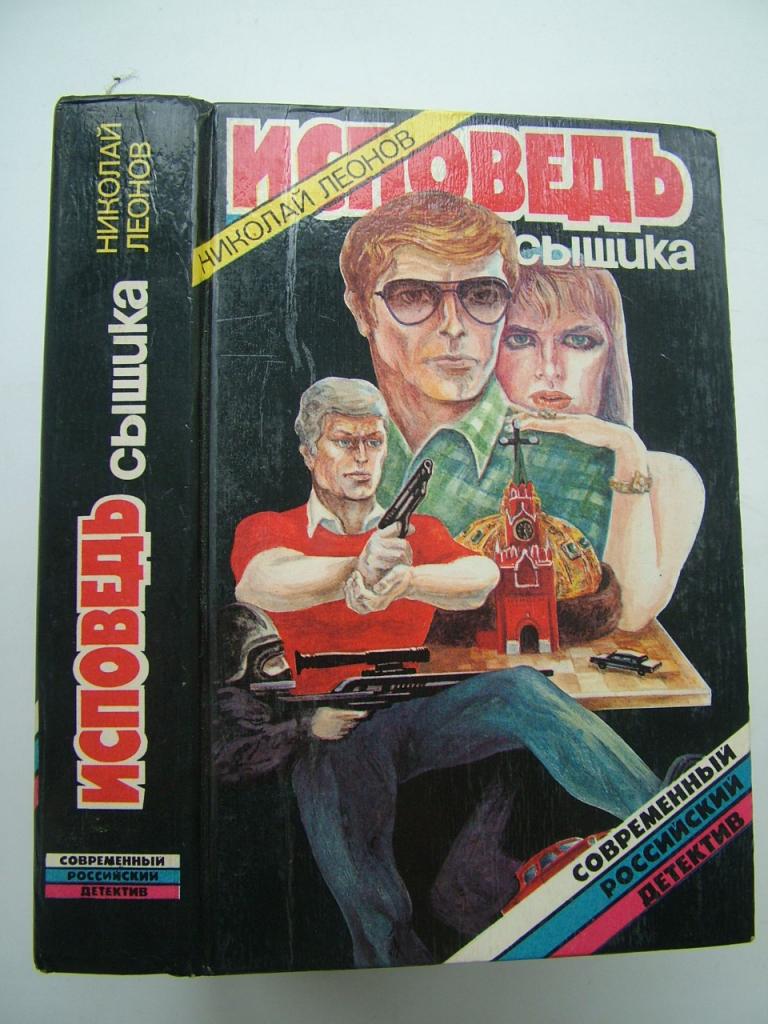 НИКОЛАЙ
ЛЕОНОВ
ИСПОВЕДЬ сыщика
СОВРЕМЕННЫЙ
РОССИЙСКИЙ
ДЕТЕКТИВ
ИСПОВЕДЬ
сыщика
НИКОЛАЙ ЛЕОНОВ
СОВРЕМЕННЫЙ
РОССИЙСКИЙ
ДЕТЕКТИВ